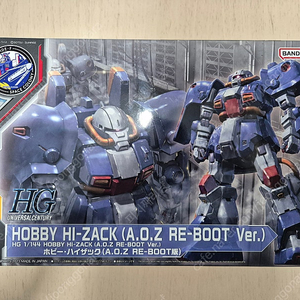 BANDAI
HG
UNIVERSAL CENTURY
HOBBY HI-ZACK (A.O.Z RE-BOOT Ver.)
HG 1/144 HOBBY HI-ZACK (A.O.Z RE-BOOT Ver.)
ホビー・ハイザック(A.O.Z RE-BOOT版)